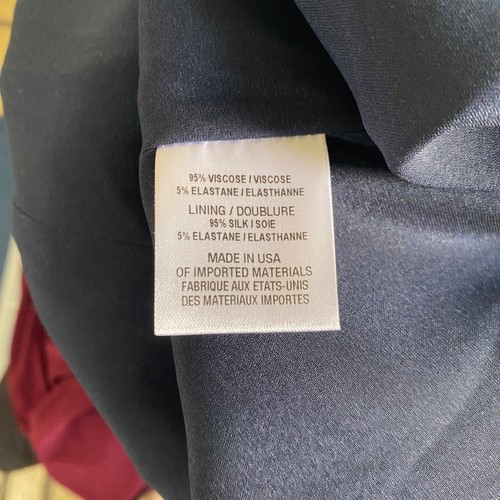 95% VISCOSE / VISCOSE
5% ELASTANE / ELASTHANNE
LINING / DOUBLURE
95% SILK / SOIE
5% ELASTANE / ELASTHANNE
MADE IN USA
OF IMPORTED MATERIALS
FABRIQUE AUX ETATS-UNIS
DES MATERIAUX IMPORTES